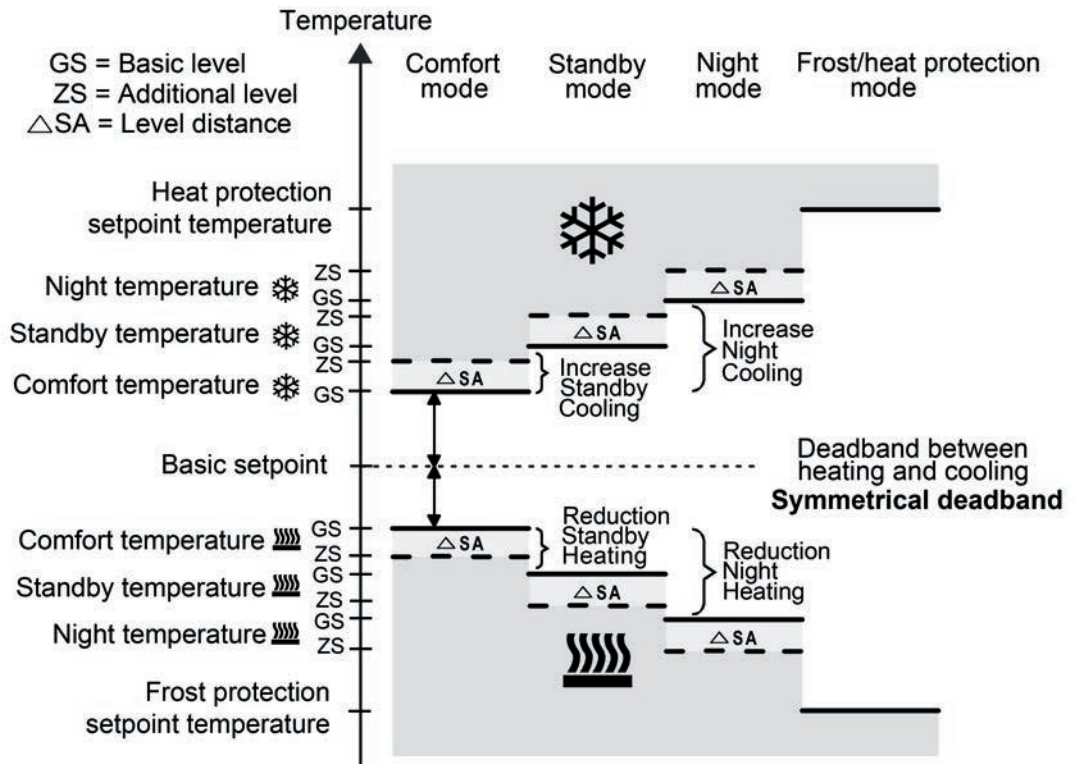 Temperature
GS = Basic level
ZS = Additional level
△SA = Level distance
Comfort
mode
Standby
mode
Night
mode
Frost/heat protection
mode
Heat protection
setpoint temperature
Night temperature
ZS
GS
Standby temperature
ZS
GS
Comfort temperature
ZS
GS
△SA
△SA
△SA
Increase
Standby
Cooling
Increase
Night
Cooling
Basic setpoint
Deadband between
heating and cooling
Symmetrical deadband
Comfort temperature
GS
ZS
Standby temperature
GS
ZS
Night temperature
GS
ZS
△SA
△SA
△SA
Reduction
Standby
Heating
Reduction
Night
Heating
Frost protection
setpoint temperature